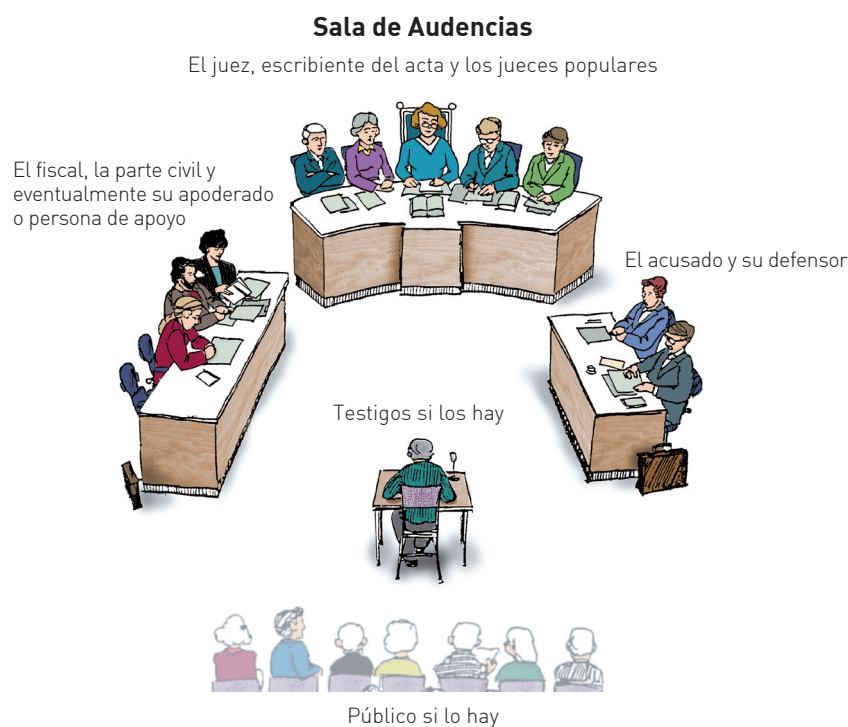 Sala de Audencias
El juez, escribiente del acta y los jueces populares
El fiscal, la parte civil y
eventualmente su apoderado
o persona de apoyo
El acusado y su defensor
Testigos si los hay
Público si lo hay